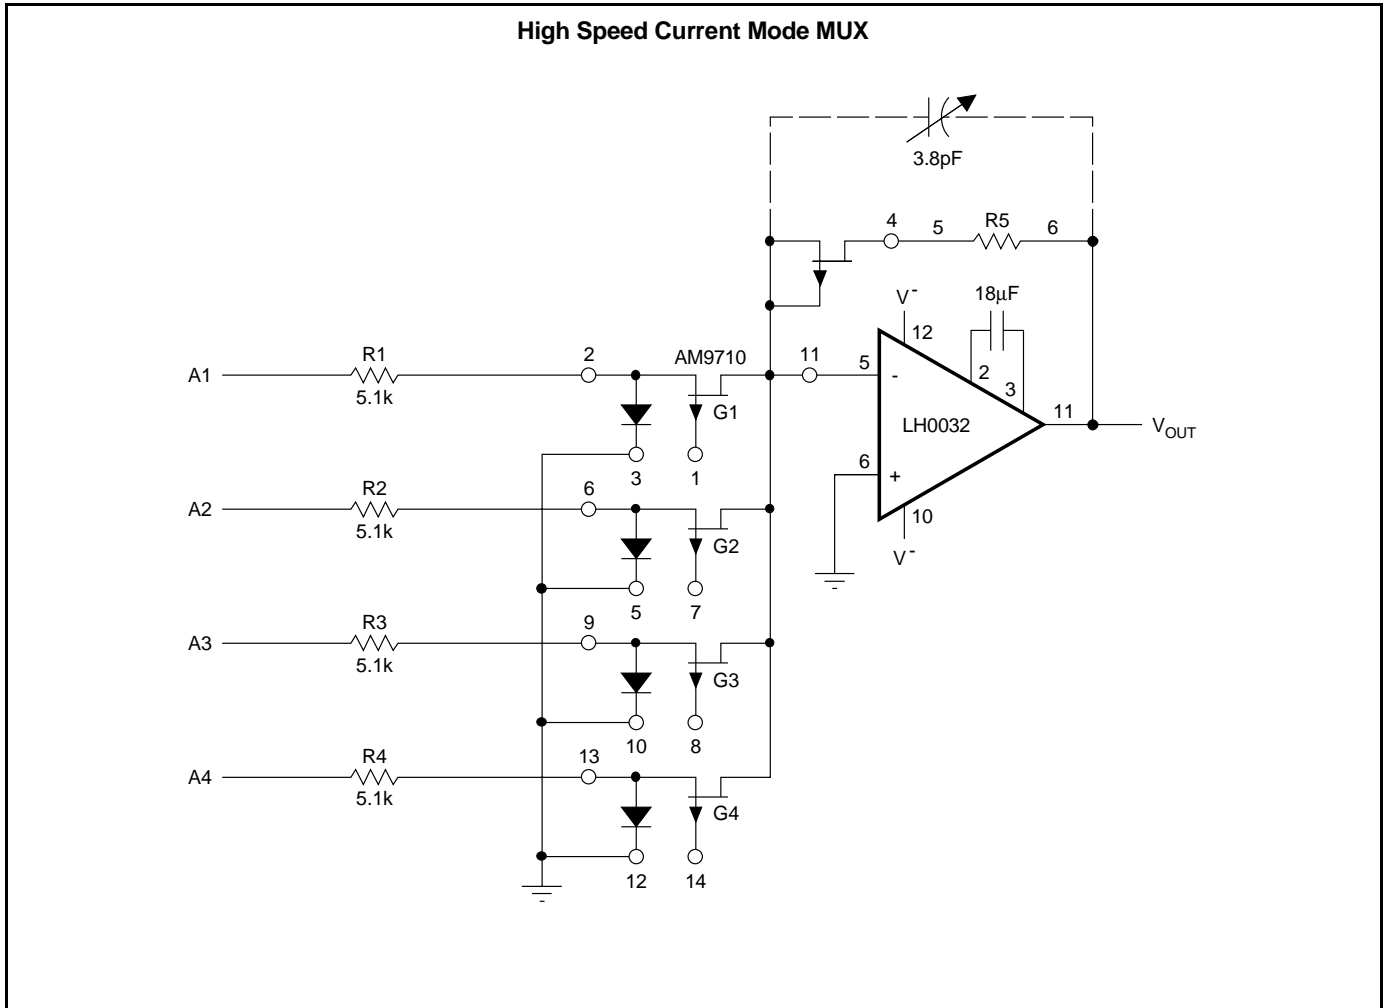 High Speed Current Mode MUX
3.8pF
4
5
R5
6
18μF
V-
12
R1
2
AM9710
11
5
-
2
A1
5.1k
G1
3
LH0032
11
VOUT
3
1
R2
6
6
+
A2
5.1k
G2
10
V-
5
7
R3
9
A3
5.1k
G3
10
8
R4
13
A4
5.1k
G4
12
14